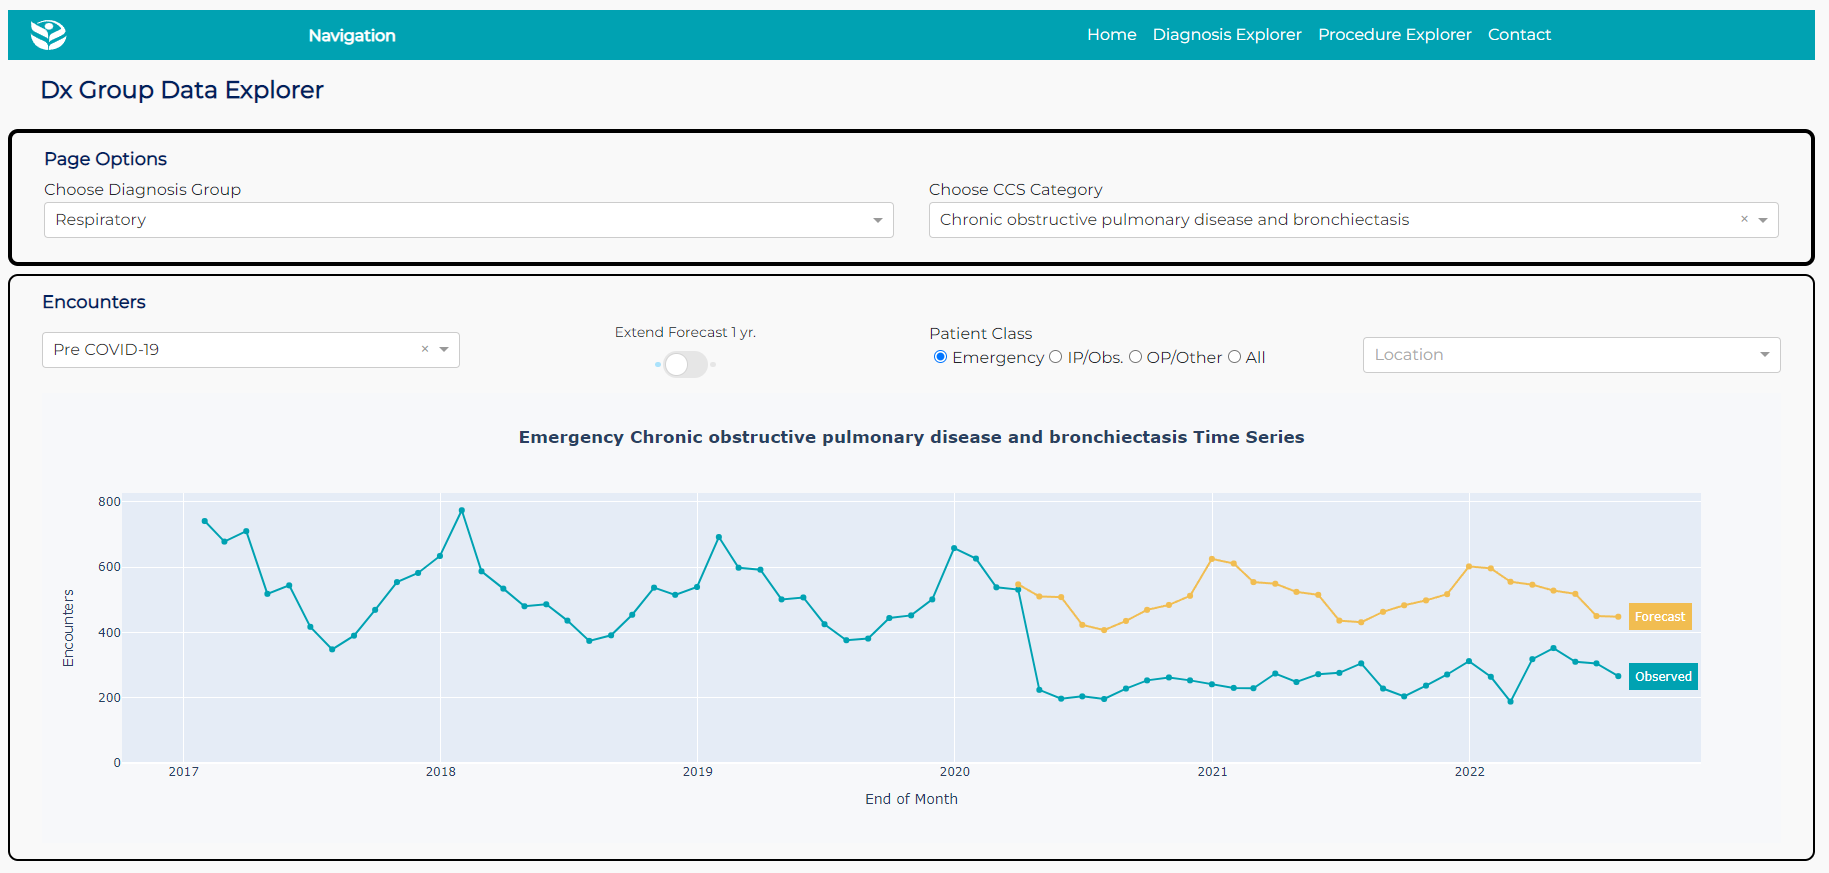 Navigation
Home Diagnosis Explorer Procedure Explorer Contact
Dx Group Data Explorer
Page Options
Choose Diagnosis Group
Choose CCS Category
Respiratory
Chronic obstructive pulmonary disease and bronchiectasis ×
Encounters
Pre COVID-19 ×
Extend Forecast 1 yr.
Patient Class
Emergency IP/Obs. OP/Other All
Location
Emergency Chronic obstructive pulmonary disease and bronchiectasis Time Series
800
600
400
200
0
Encounters
Forecast
Observed
2017 2018 2019 2020 2021 2022
End of Month